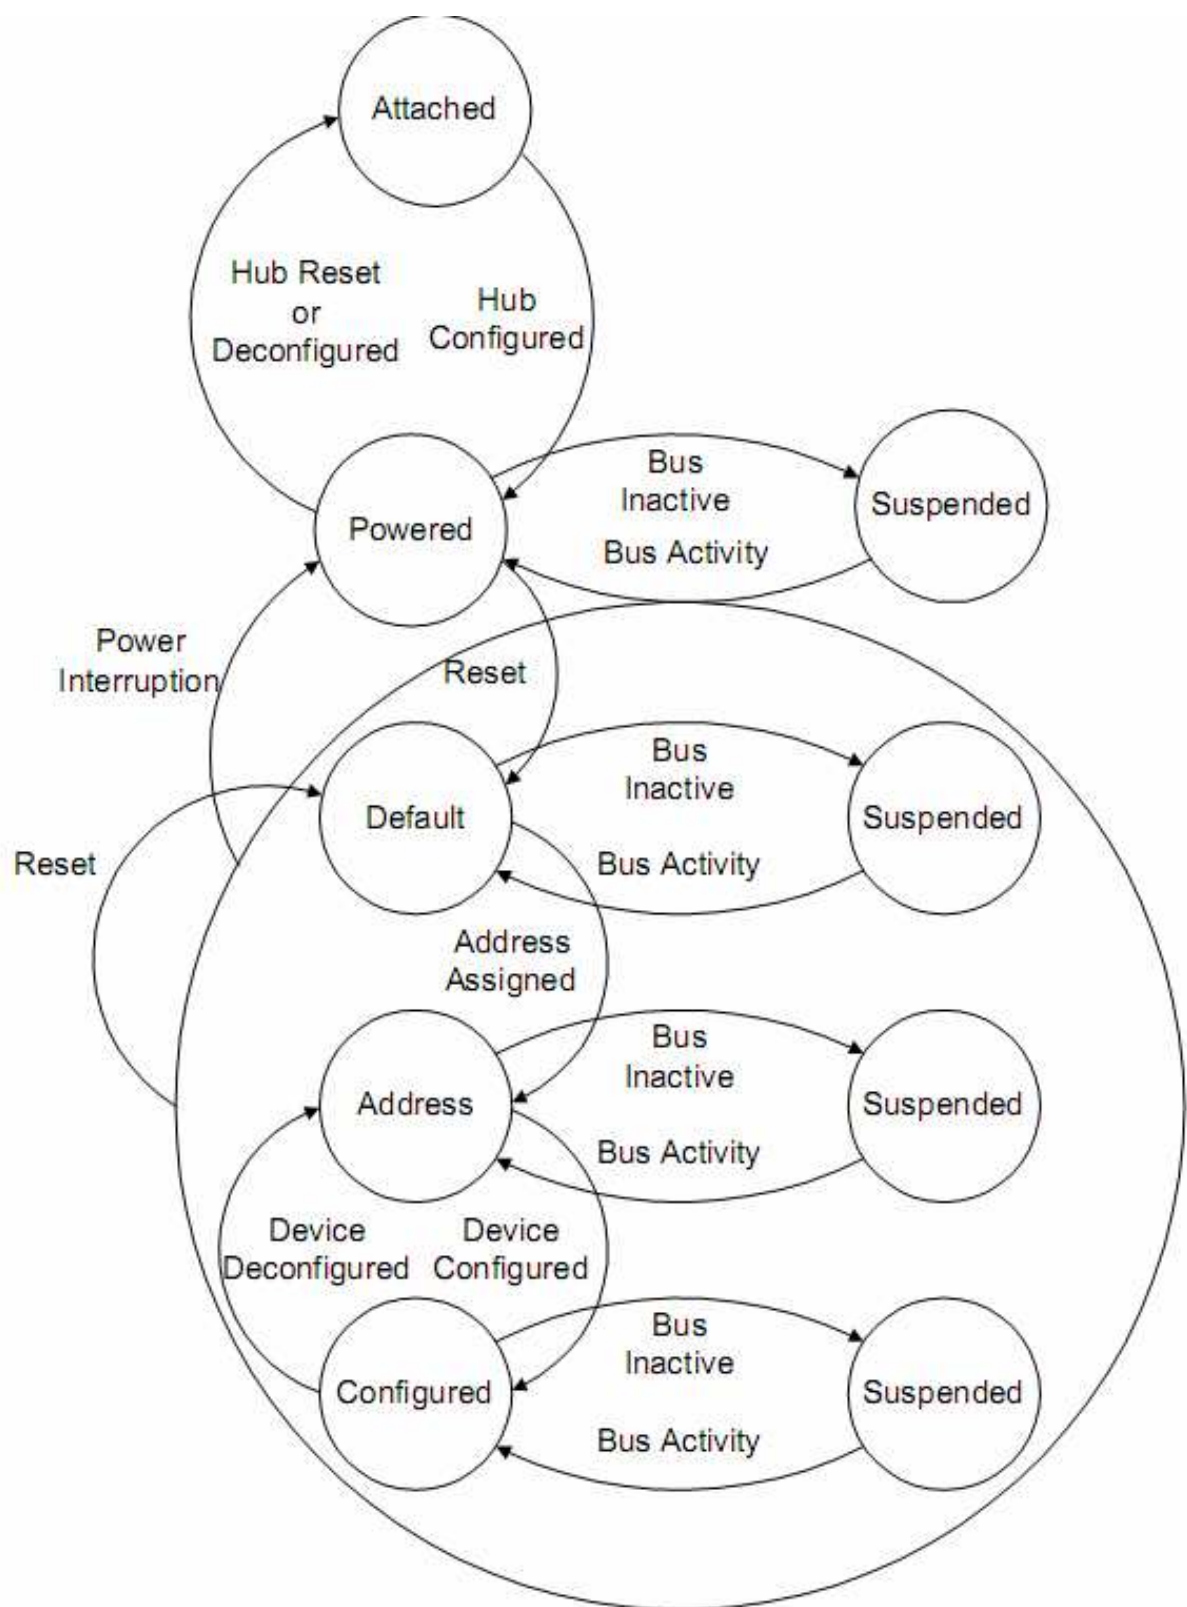 Attached
Hub Reset
or
Deconfigured
Hub
Configured
Powered
Bus
Inactive
Bus Activity
Suspended
Power
Interruption
Reset
Default
Bus
Inactive
Bus Activity
Suspended
Reset
Address
Assigned
Address
Bus
Inactive
Bus Activity
Suspended
Device
Deconfigured
Device
Configured
Configured
Bus
Inactive
Bus Activity
Suspended